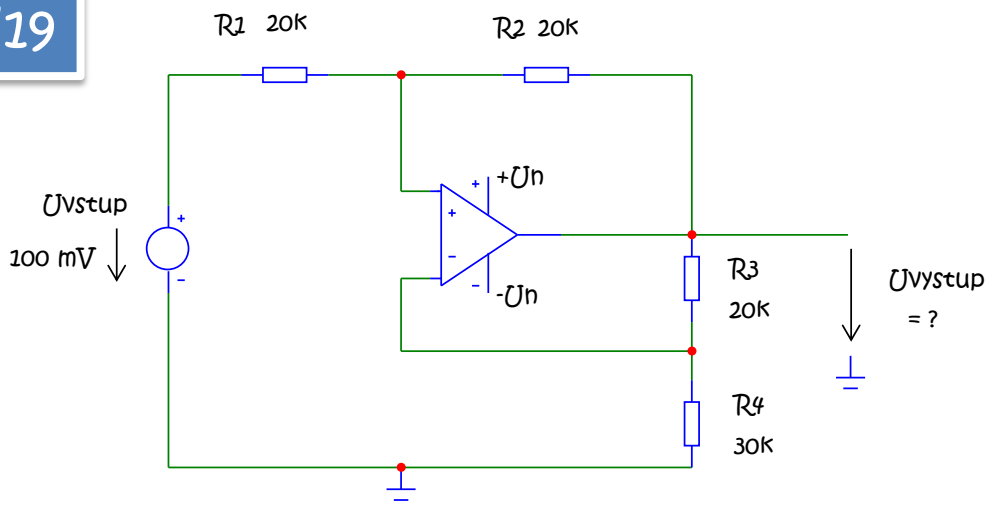 /19
R1 20k
R2 20k
+Un
Uvstup
100 mV
-Un
R3
20k
Uvystup
= ?
R4
30k